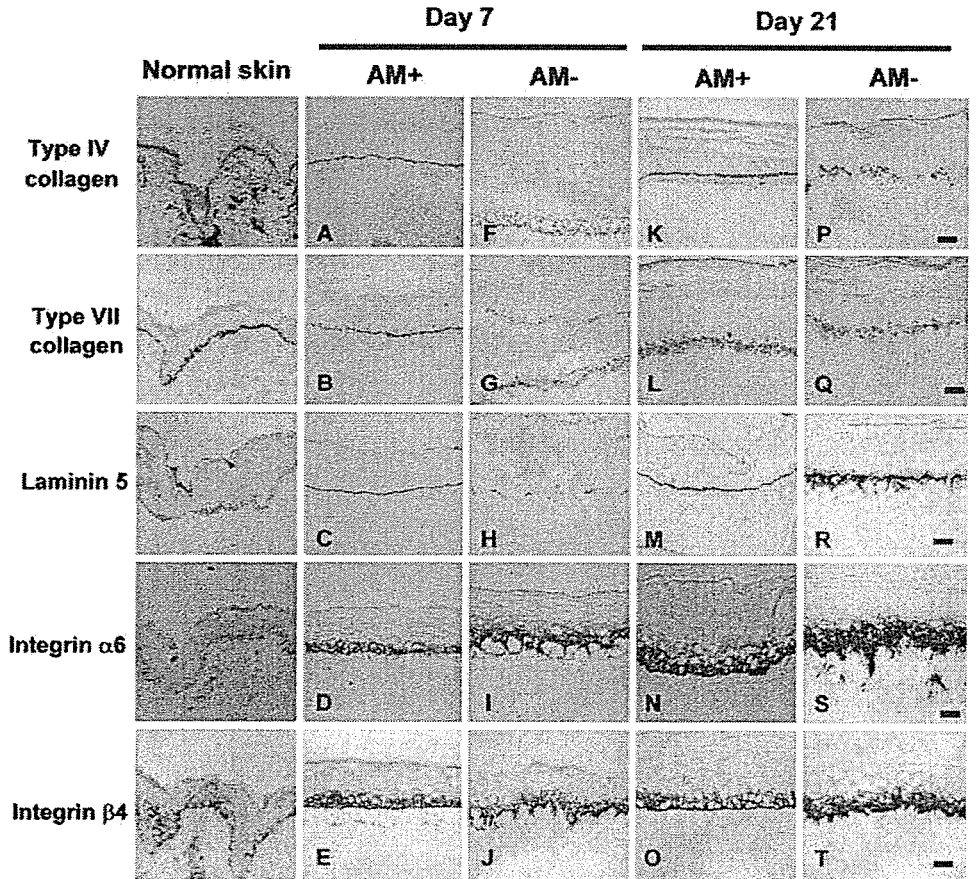 Day 7
Day 21
Normal skin
AM+
AM-
AM+
AM-
Type IV
collagen
A
F
K
P
Type VII
collagen
B
G
L
Q
Laminin 5
C
H
M
R
Integrin α6
D
I
N
S
Integrin β4
E
J
O
T